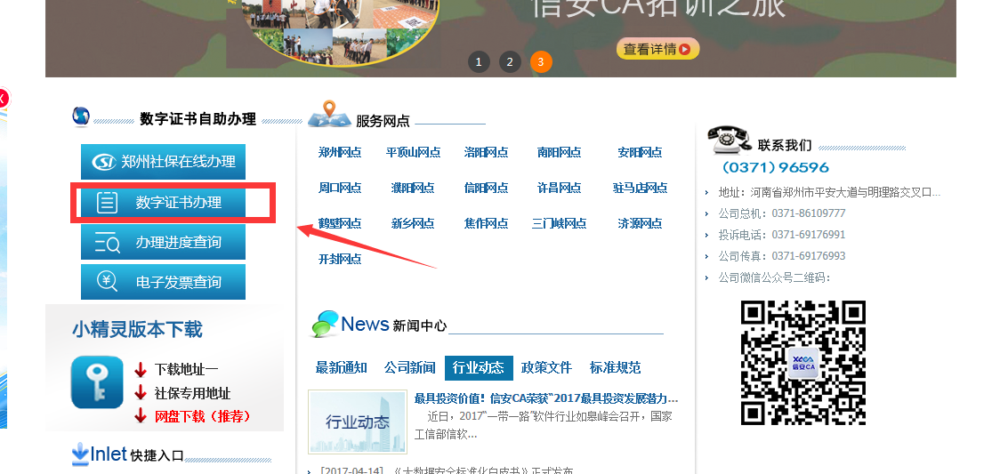 信安CA拓训之旅
查看详情
1 2 3
X
数字证书自助办理
郑州社保在线办理
数字证书办理
办理进度查询
电子发票查询
小精灵版本下载
下载地址一
社保专用地址
网盘下载（推荐）
Inlet 快捷入口
服务网点
郑州网点 平顶山网点 洛阳网点 南阳网点 安阳网点
周口网点 濮阳网点 信阳网点 许昌网点 驻马店网点
鹤壁网点 新乡网点 焦作网点 三门峡网点 济源网点
开封网点
News 新闻中心
最新通知 公司新闻 行业动态 政策文件 标准规范
行业动态
最具投资价值！信安CA荣获“2017最具投资发展潜力...
近日，2017“一带一路”软件行业如皋峰会召开，国家
工信部信软...
[2017-04-14] 《大数据安全标准化白皮书》正式发布
联系我们
(0371) 96596
地址：河南省郑州市平安大道与明理路交叉口...
公司总机：0371-86109777
投诉电话：0371-69176991
公司传真：0371-69176993
公司微信公众号二维码：
XACA
信安CA